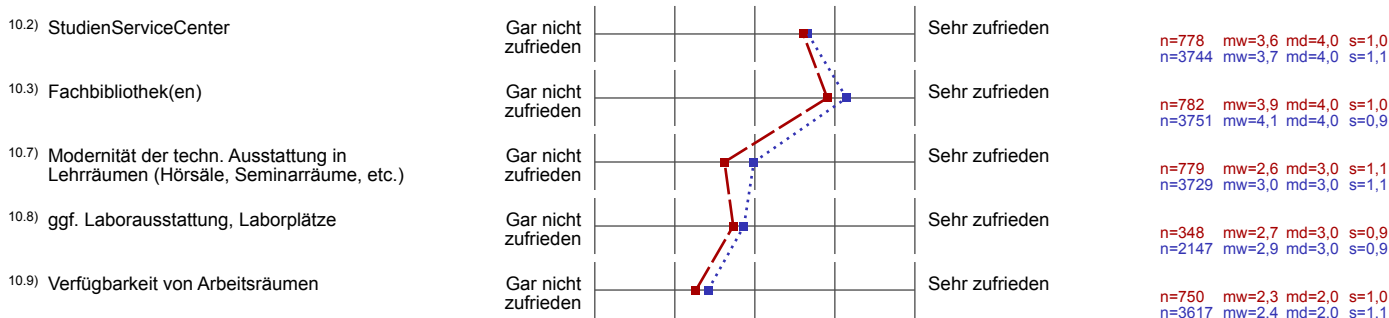 10.2) StudienServiceCenter
Gar nicht
zufrieden
Sehr zufrieden
n=778 mw=3,6 md=4,0 s=1,0
n=3744 mw=3,7 md=4,0 s=1,1
10.3) Fachbibliothek(en)
Gar nicht
zufrieden
Sehr zufrieden
n=782 mw=3,9 md=4,0 s=1,0
n=3751 mw=4,1 md=4,0 s=0,9
10.7) Modernität der techn. Ausstattung in
Lehrräumen (Hörsäle, Seminarräume, etc.)
Gar nicht
zufrieden
Sehr zufrieden
n=779 mw=2,6 md=3,0 s=1,1
n=3729 mw=3,0 md=3,0 s=1,1
10.8) ggf. Laborausstattung, Laborplätze
Gar nicht
zufrieden
Sehr zufrieden
n=348 mw=2,7 md=3,0 s=0,9
n=2147 mw=2,9 md=3,0 s=0,9
10.9) Verfügbarkeit von Arbeitsräumen
Gar nicht
zufrieden
Sehr zufrieden
n=750 mw=2,3 md=2,0 s=1,0
n=3617 mw=2,4 md=2,0 s=1,1